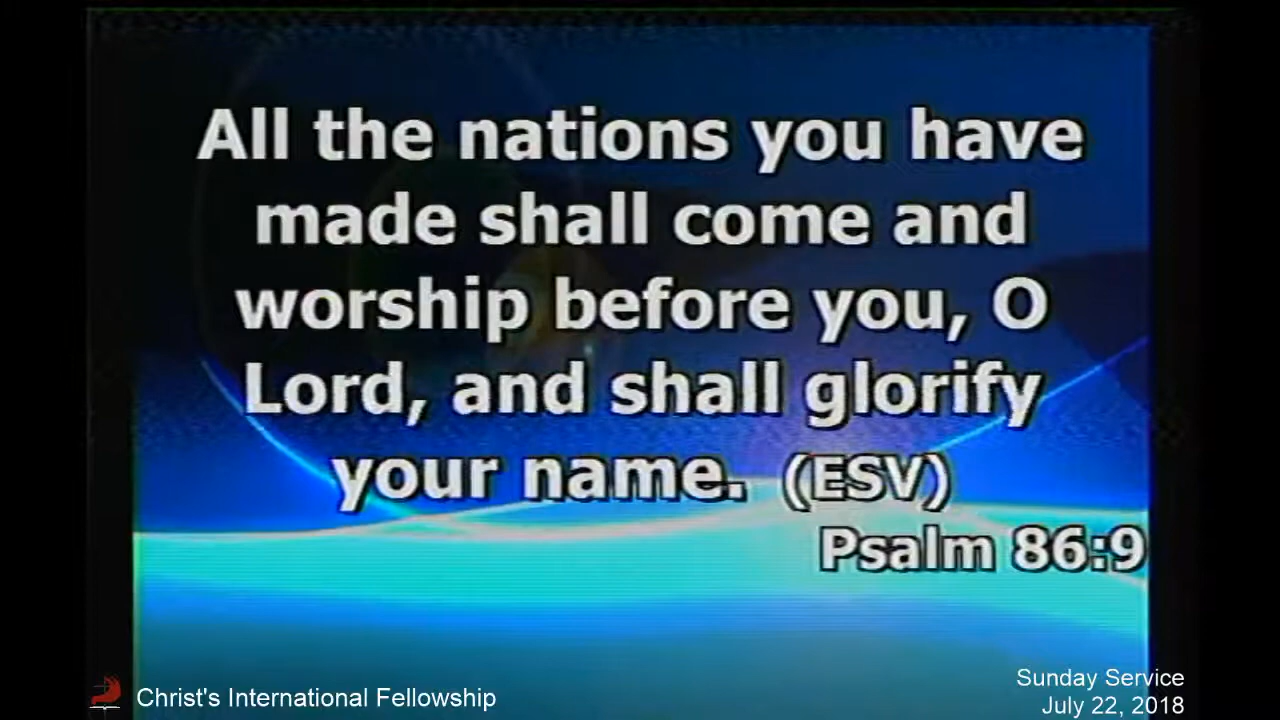 All the nations you have
made shall come and
worship before you, O
Lord, and shall glorify
your name. (ESV)
Psalm 86:9
Christ's International Fellowship
Sunday Service
July 22, 2018